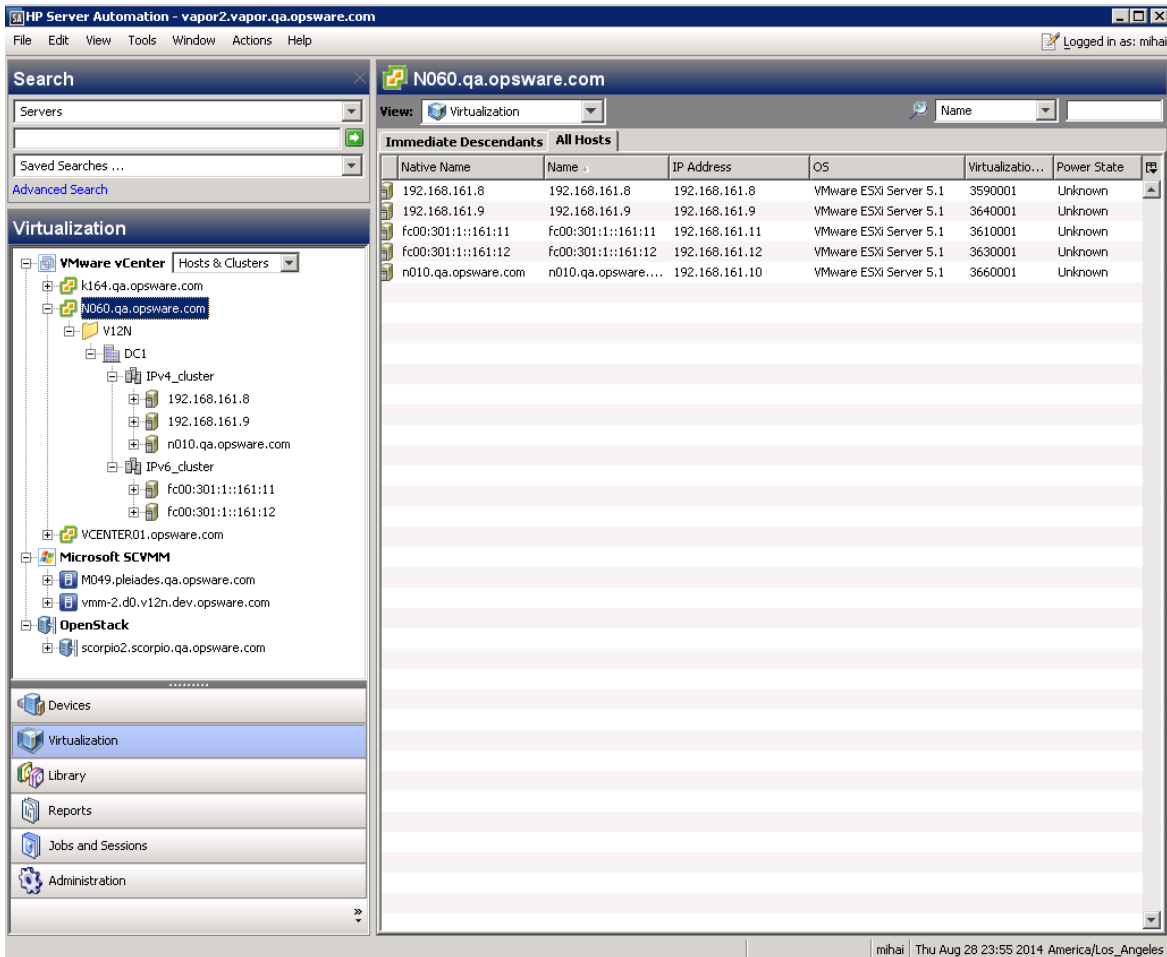 HP Server Automation - vapor2.vapor.qa.opsware.com
File Edit View Tools Window Actions Help
Logged in as: mihai
Search
Servers
Saved Searches ...
Advanced Search
Virtualization
VMware vCenter Hosts & Clusters
k164.qa.opsware.com
N060.qa.opsware.com
V12N
DC1
IPv4_cluster
192.168.161.8
192.168.161.9
n010.qa.opsware.com
IPv6_cluster
fc00:301:1::161:11
fc00:301:1::161:12
VCENTER01.opsware.com
Microsoft SCVMM
M049.pleiades.qa.opsware.com
vmm-2.d0.v12n.dev.opsware.com
OpenStack
scorpio2.scorpio.qa.opsware.com
Devices
Virtualization
Library
Reports
Jobs and Sessions
Administration
N060.qa.opsware.com
View: Virtualization Name
Immediate Descendants All Hosts
Native Name Name IP Address OS Virtualizatio... Power State
192.168.161.8 192.168.161.8 192.168.161.8 VMware ESXi Server 5.1 3590001 Unknown
192.168.161.9 192.168.161.9 192.168.161.9 VMware ESXi Server 5.1 3640001 Unknown
fc00:301:1::161:11 fc00:301:1::161:11 192.168.161.11 VMware ESXi Server 5.1 3610001 Unknown
fc00:301:1::161:12 fc00:301:1::161:12 192.168.161.12 VMware ESXi Server 5.1 3630001 Unknown
n010.qa.opsware.com n010.qa.opsware.... 192.168.161.10 VMware ESXi Server 5.1 3660001 Unknown
mihai Thu Aug 28 23:55 2014 America/Los_Angeles